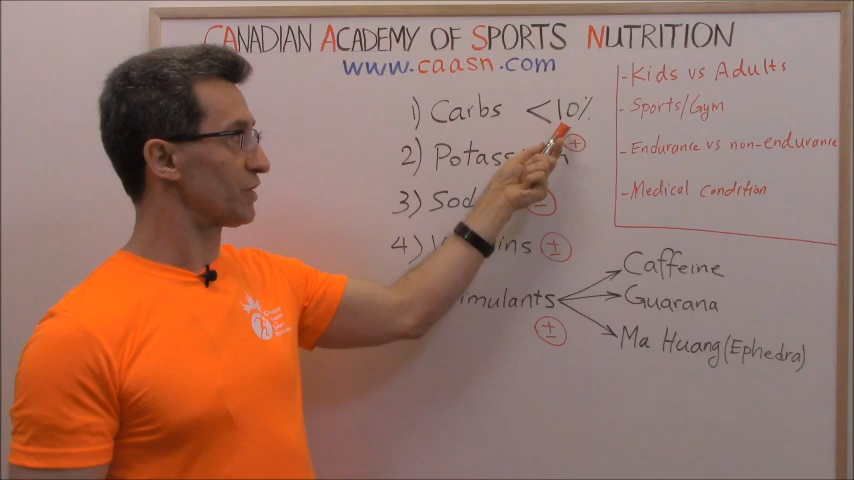 CANADIAN ACADEMY OF SPORTS NUTRITION
www.caasn.com
1) Carbs <10%
2) +
3) ±
4) ±
±
Caffeine
Guarana
Ma Huang (Ephedra)
- Kids vs Adults
- Sports/Gym
- Endurance vs non-endurance
- Medical condition